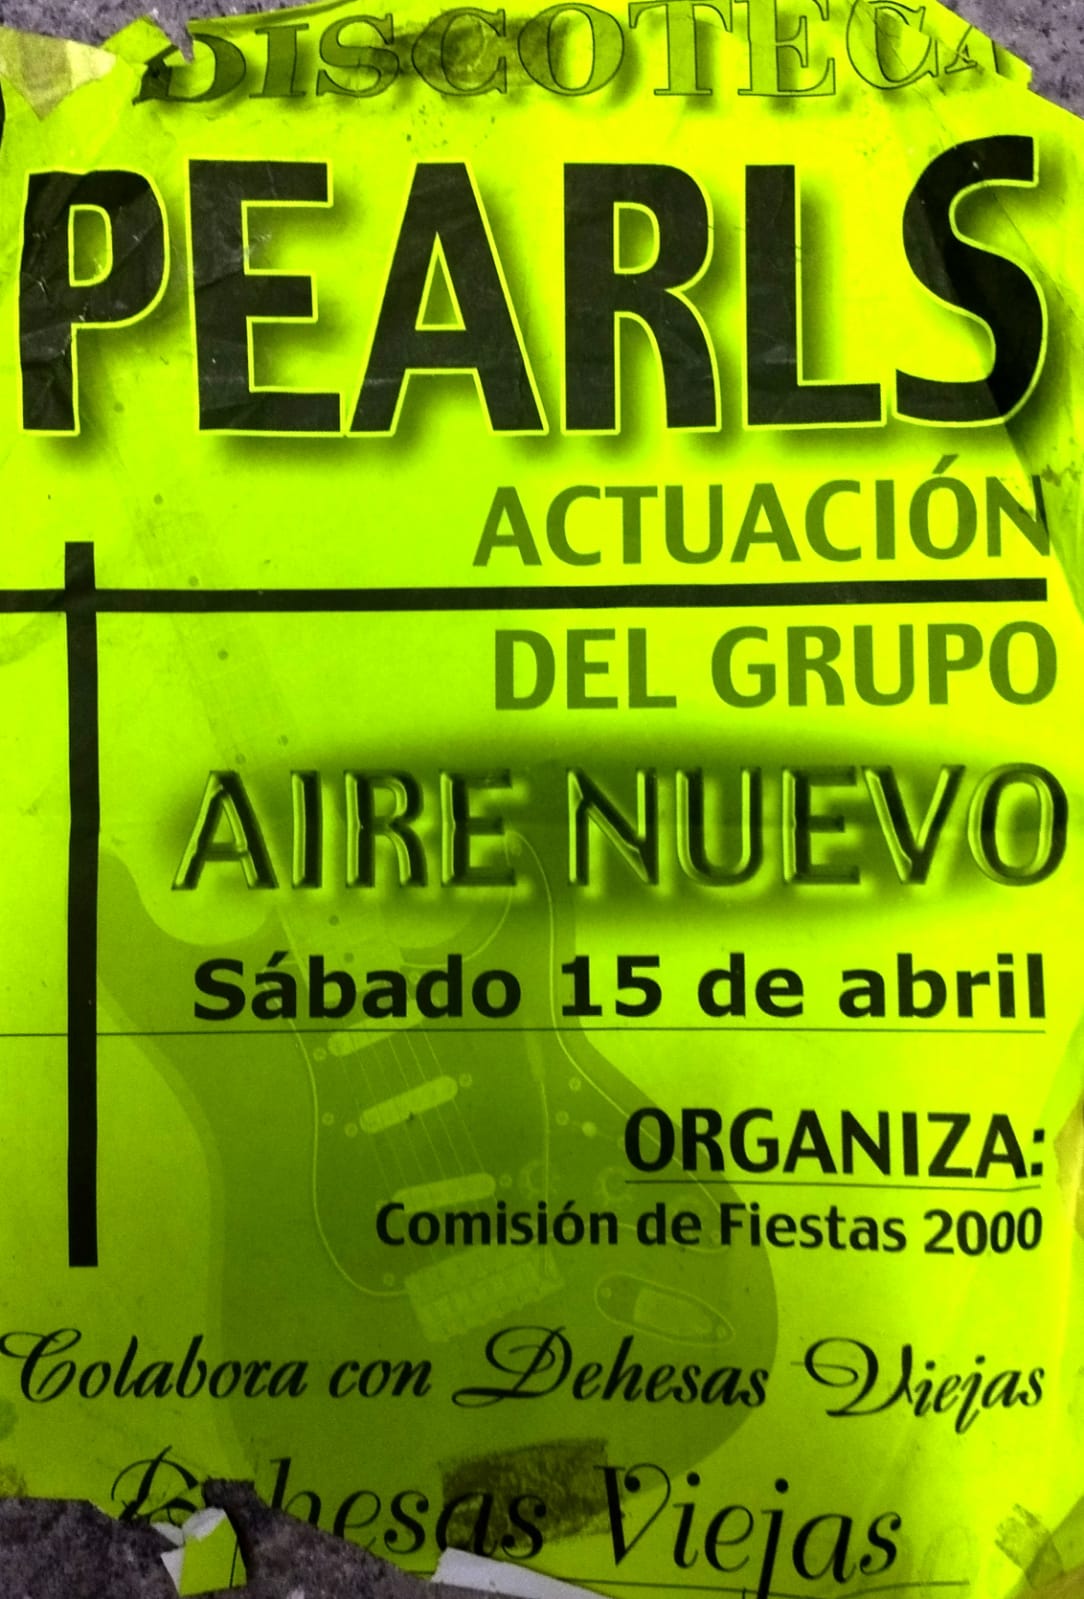 DISCOTECA
PEARLS
ACTUACIÓN
DEL GRUPO
AIRE NUEVO
Sábado 15 de abril
ORGANIZA:
Comisión de Fiestas 2000
Colabora con Dehesas Viejas
Dehesas Viejas